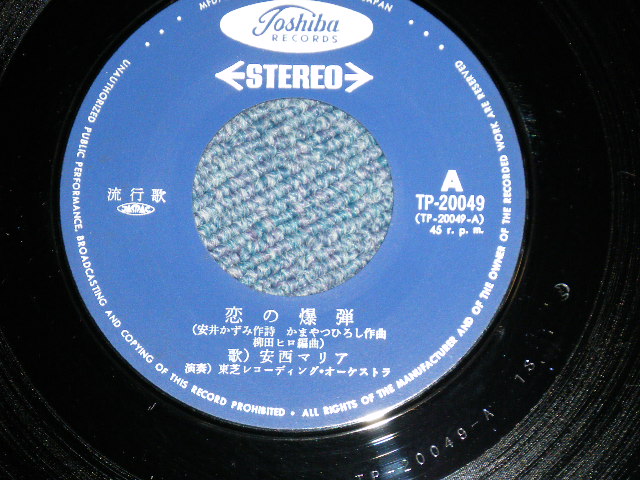 Toshiba
RECORDS
STEREO
流行歌
A
TP-20049
(TP-20049-A)
45 r. p. m.
恋の爆弾
(安井かずみ作詩 かまやつひろし作曲
柳田ヒロ編曲)
歌) 安西マリア
演奏) 東芝レコーディング・オーケストラ
UNAUTHORIZED PUBLIC PERFORMANCE, BROADCASTING AND COPYING OF THIS RECORD PROHIBITED • ALL RIGHTS OF THE MANUFACTURER AND OF THE OWNER OF THE RECORDED WORK ARE RESERVED
TP-20049-A 1S